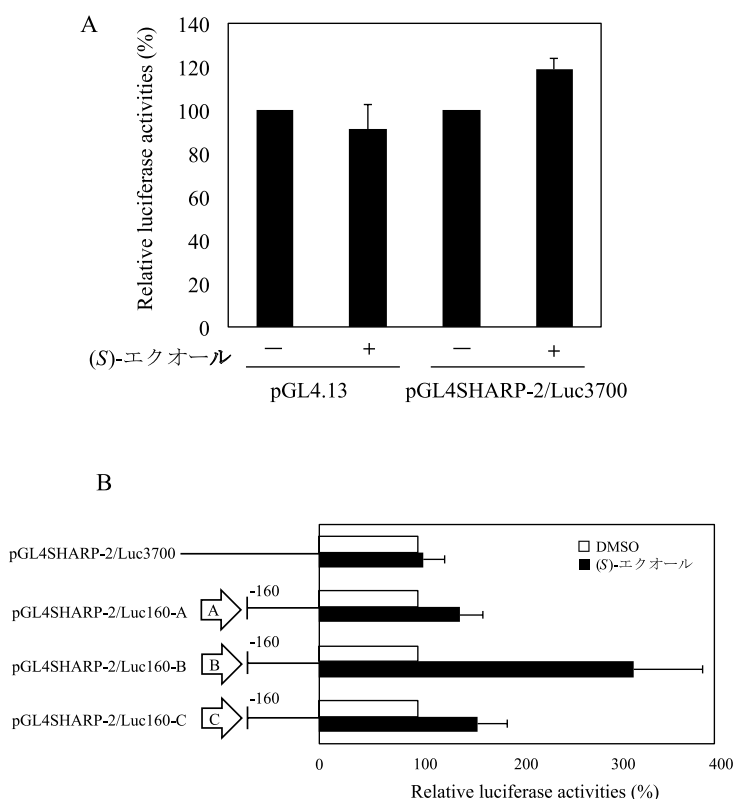 A
Relative luciferase activities (%)
140
120
100
80
60
40
20
0
(S)-エクオール
− + − +
pGL4.13 pGL4SHARP-2/Luc3700
B
DMSO
(S)-エクオール
pGL4SHARP-2/Luc3700
-160
pGL4SHARP-2/Luc160-A A
-160
pGL4SHARP-2/Luc160-B B
-160
pGL4SHARP-2/Luc160-C C
0 100 200 300 400
Relative luciferase activities (%)